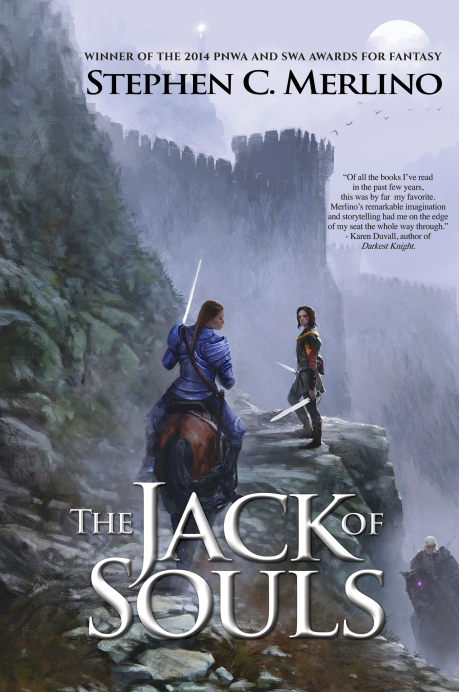 WINNER OF THE 2014 PNWA AND SWA AWARDS FOR FANTASY
STEPHEN C. MERLINO
“Of all the books I’ve read
in the past few years,
this was by far my favorite.
Merlino’s remarkable imagination
and storytelling had me on the edge
of my seat the whole way through.”
- Karen Duvall, author of
Darkest Knight.
THE JACK OF
SOULS